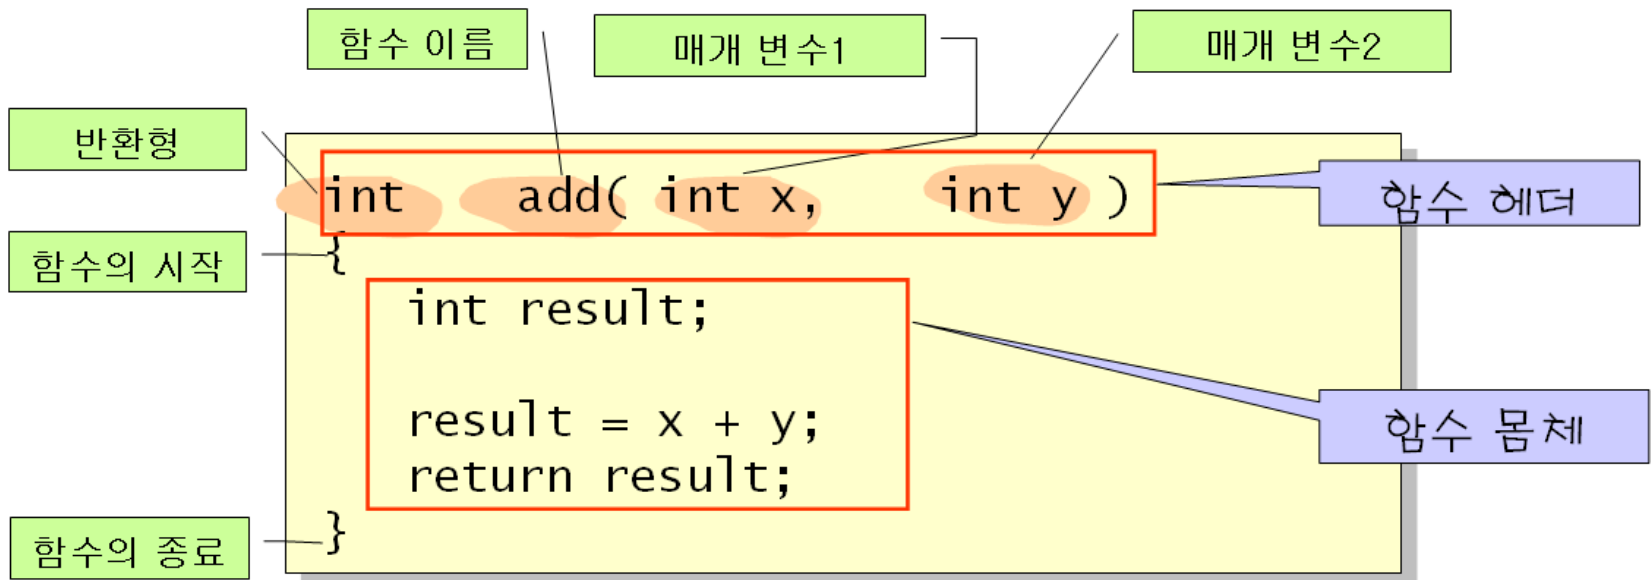 함수 이름
매개 변수1
매개 변수2
반환형
int add( int x, int y )
함수 헤더
함수의 시작
{
int result;
result = x + y;
return result;
함수 몸체
}
함수의 종료